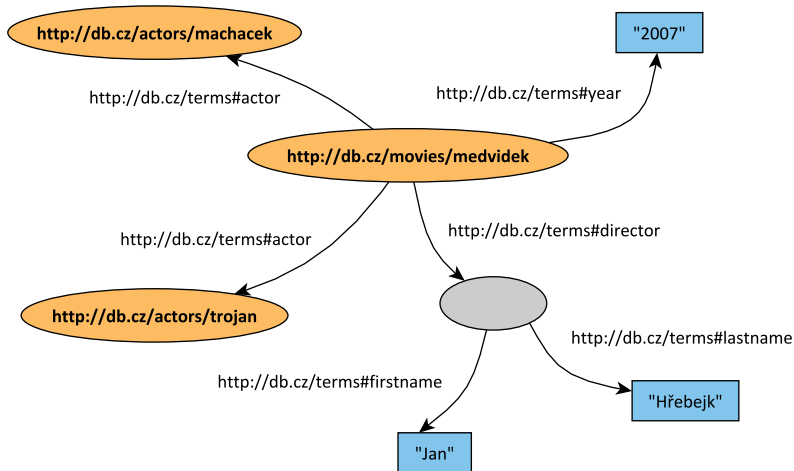 http://db.cz/actors/machacek
"2007"
http://db.cz/terms#actor
http://db.cz/terms#year
http://db.cz/movies/medvidek
http://db.cz/terms#actor
http://db.cz/terms#director
http://db.cz/actors/trojan
http://db.cz/terms#lastname
http://db.cz/terms#firstname
"Hřebejk"
"Jan"